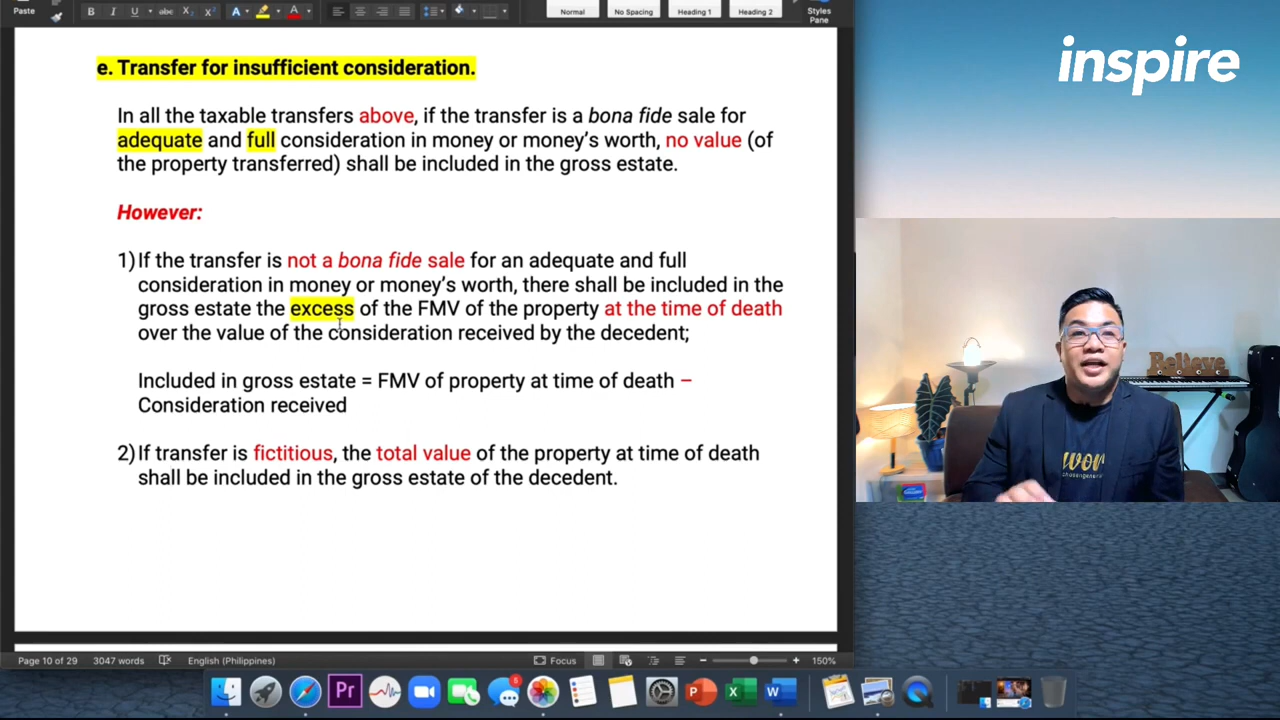 Paste
B I U abc X₂ X² A A
Normal
No Spacing
Heading 1
Heading 2
Styles
Pane
inspire
e. Transfer for insufficient consideration.
In all the taxable transfers above, if the transfer is a bona fide sale for
adequate and full consideration in money or money's worth, no value (of
the property transferred) shall be included in the gross estate.
However:
1) If the transfer is not a bona fide sale for an adequate and full
consideration in money or money's worth, there shall be included in the
gross estate the excess of the FMV of the property at the time of death
over the value of the consideration received by the decedent;
Included in gross estate = FMV of property at time of death –
Consideration received
2) If transfer is fictitious, the total value of the property at time of death
shall be included in the gross estate of the decedent.
Believe
Page 10 of 29
3047 words
English (Philippines)
Focus
150%
Pr
P
X
W